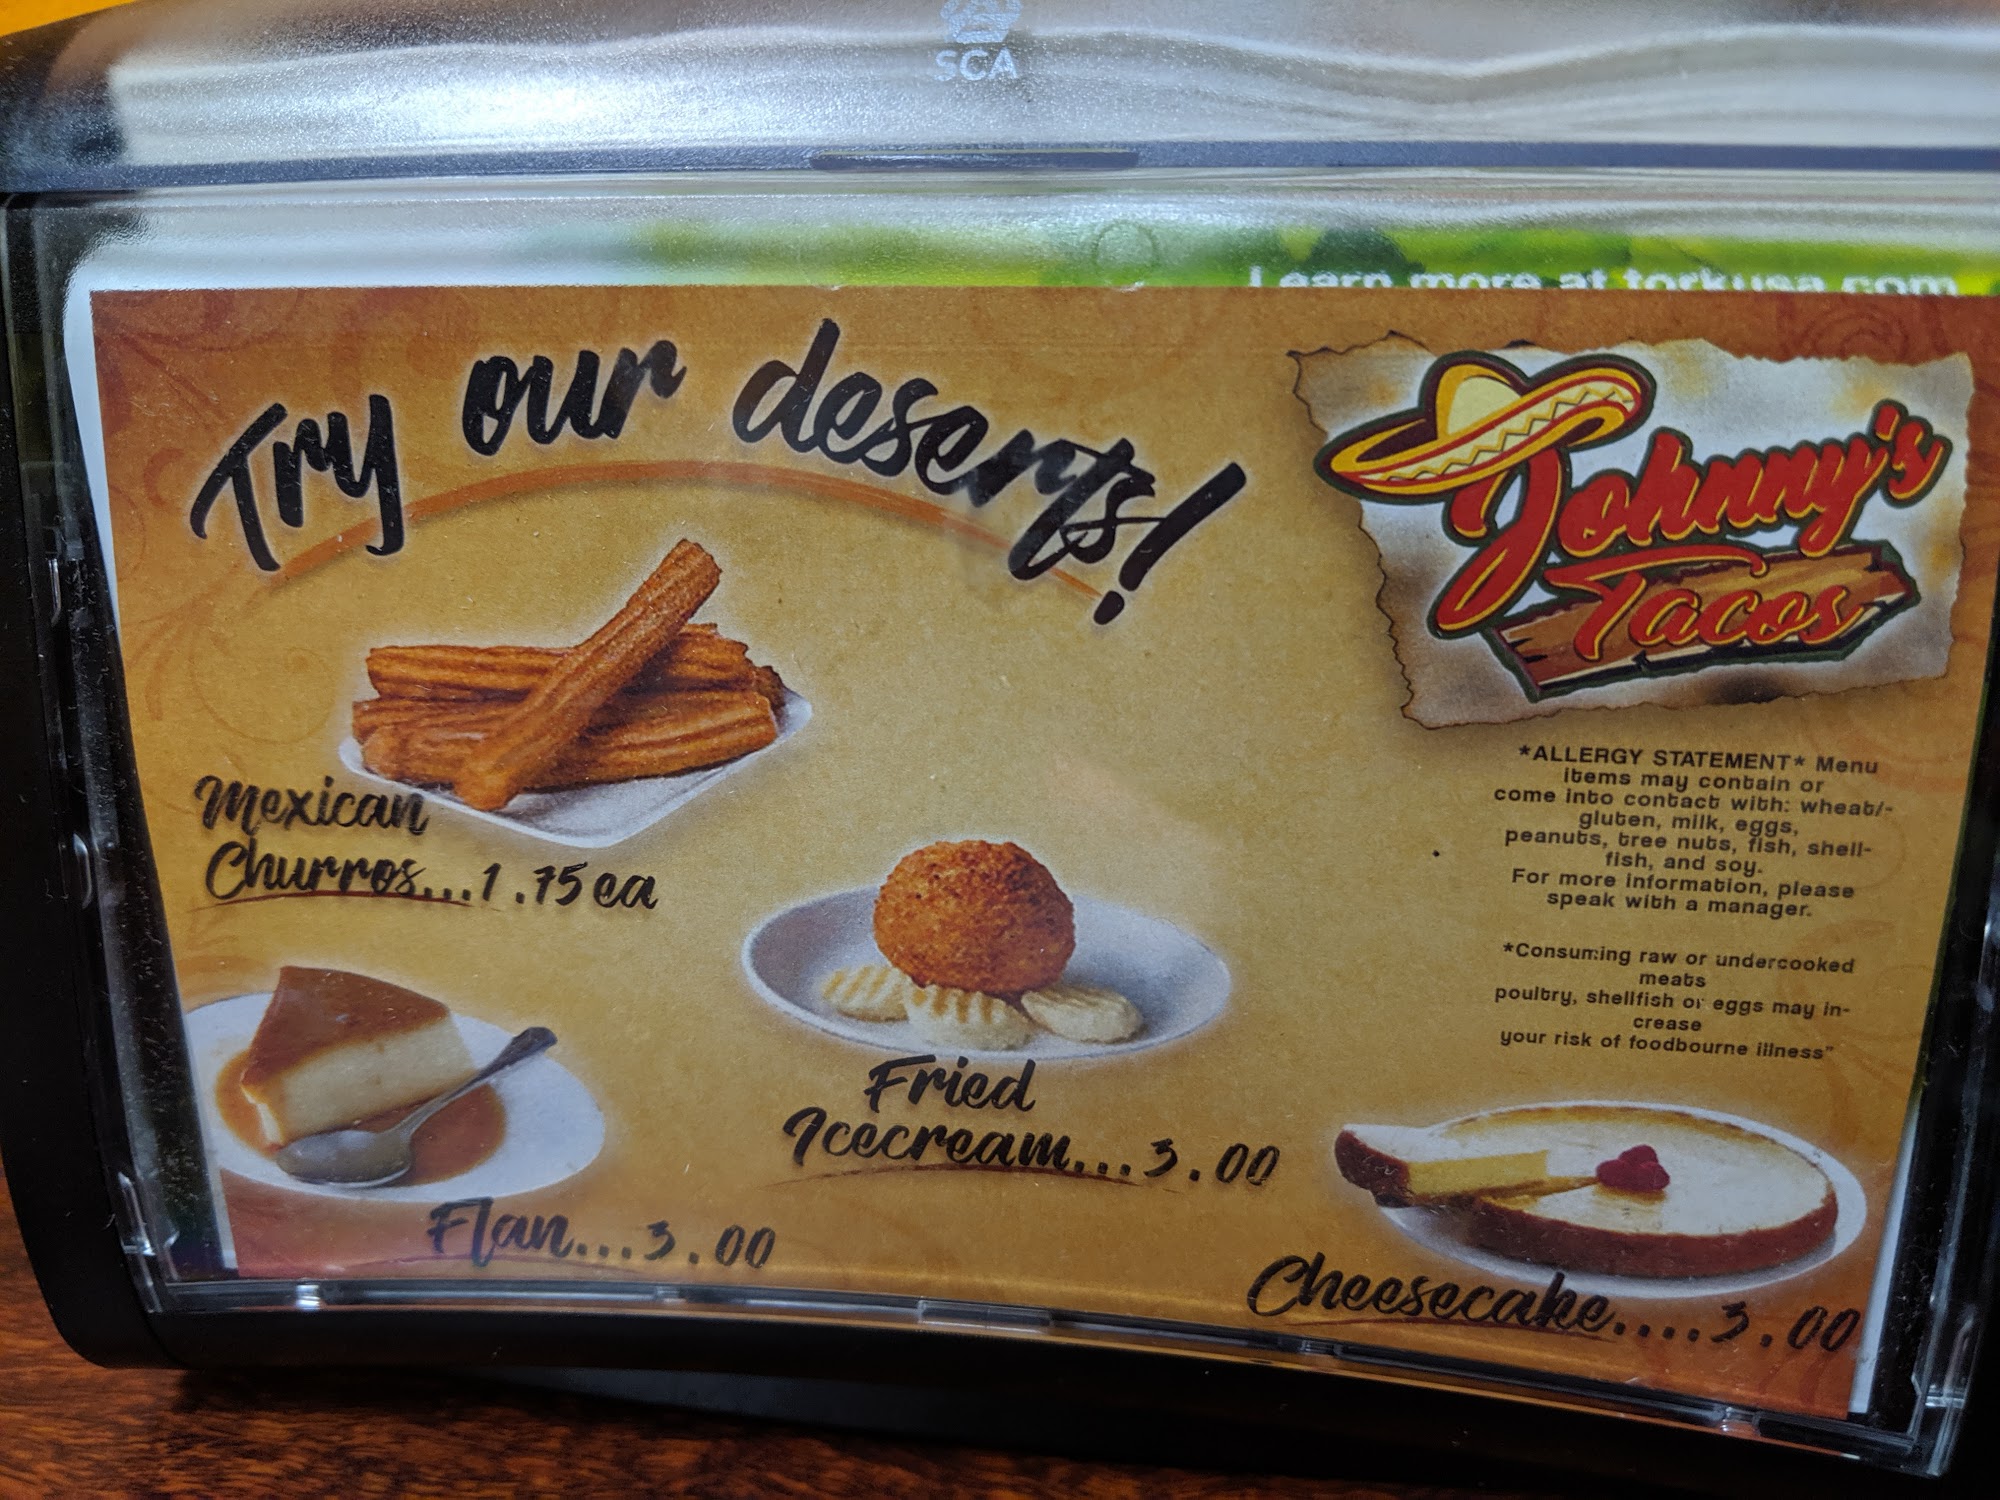 SCA
Learn more at torkusa.com
Try our deserts!
Johnny's
Tacos
*ALLERGY STATEMENT* Menu
items may contain or
come into contact with: wheat/-
gluten, milk, eggs,
peanuts, tree nuts, fish, shell-
fish, and soy.
For more information, please
speak with a manager.
*Consuming raw or undercooked
meats
poultry, shellfish or eggs may in-
crease
your risk of foodbourne illness"
Mexican
Churros...1.75 ea
Fried
Icecream...3.00
Flan...3.00
Cheesecake....3.00